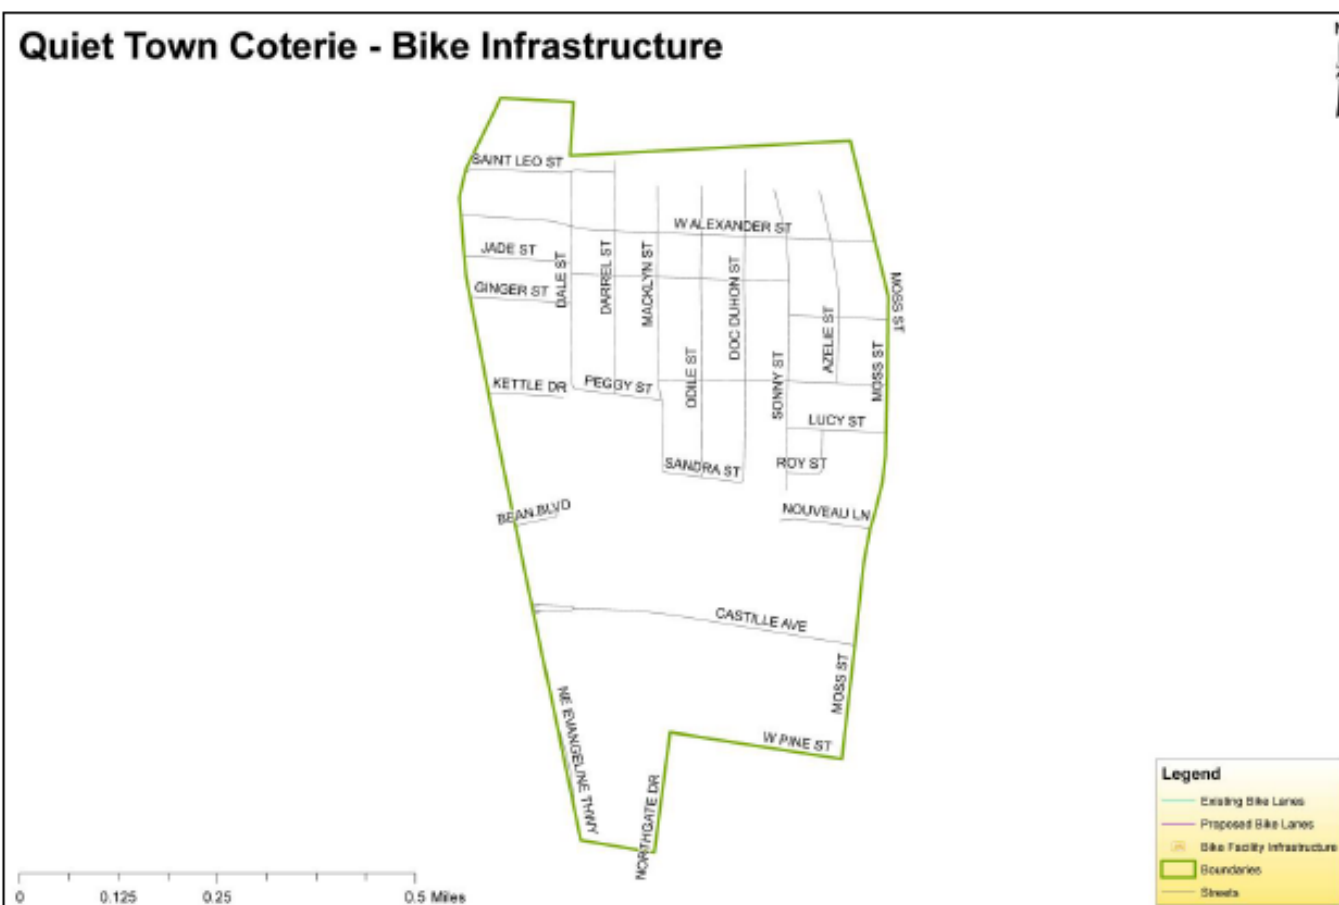 Quiet Town Coterie - Bike Infrastructure
SAINT LEO ST
W ALEXANDER ST
JADE ST
GINGER ST
DALE ST
DARREL ST
MACKLYN ST
DOC DUHON ST
MOSS ST
AZELIE ST
MOSS ST
ODILE ST
SONNY ST
KETTLE DR
PEGGY ST
LUCY ST
SANDRA ST
ROY ST
BEAN BLVD
NOUVEAU LN
CASTILLE AVE
MOSS ST
NE EVANGELINE THWY
W PINE ST
NORTHGATE DR
Legend
Existing Bike Lanes
Proposed Bike Lanes
Bike Facility Infrastructure
Boundaries
Streets
0 0.125 0.25 0.5 Miles